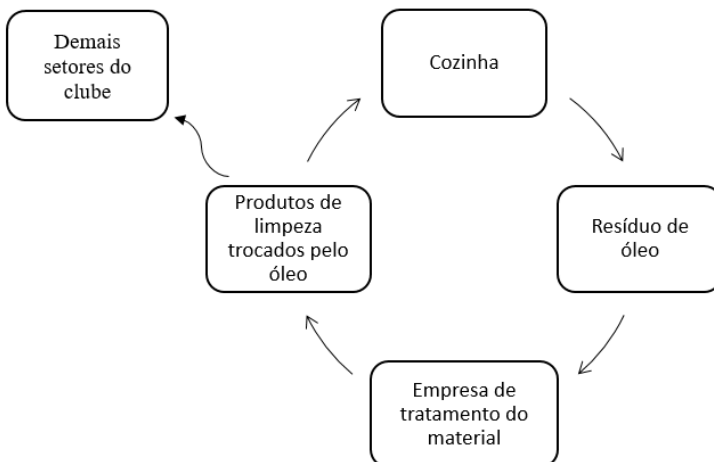 Demais
setores do
clube
Cozinha
Produtos de
limpeza
trocados pelo
óleo
Resíduo de
óleo
Empresa de
tratamento do
material